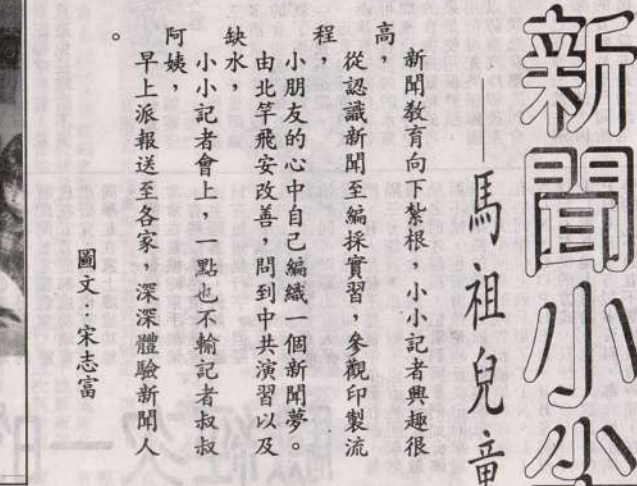 新聞小尖
——馬祖兒童
新聞教育向下紮根，小小記者興趣很
高，
從認識新聞至編採實習，參觀印製流
程，
小朋友的心中自己編織一個新聞夢。
由北竿飛安改善，問到中共演習以及
缺水，
小小記者會上，一點也不輸記者叔叔
阿姨，
早上派報送至各家，深深體驗新聞人
。
圖文：宋志富